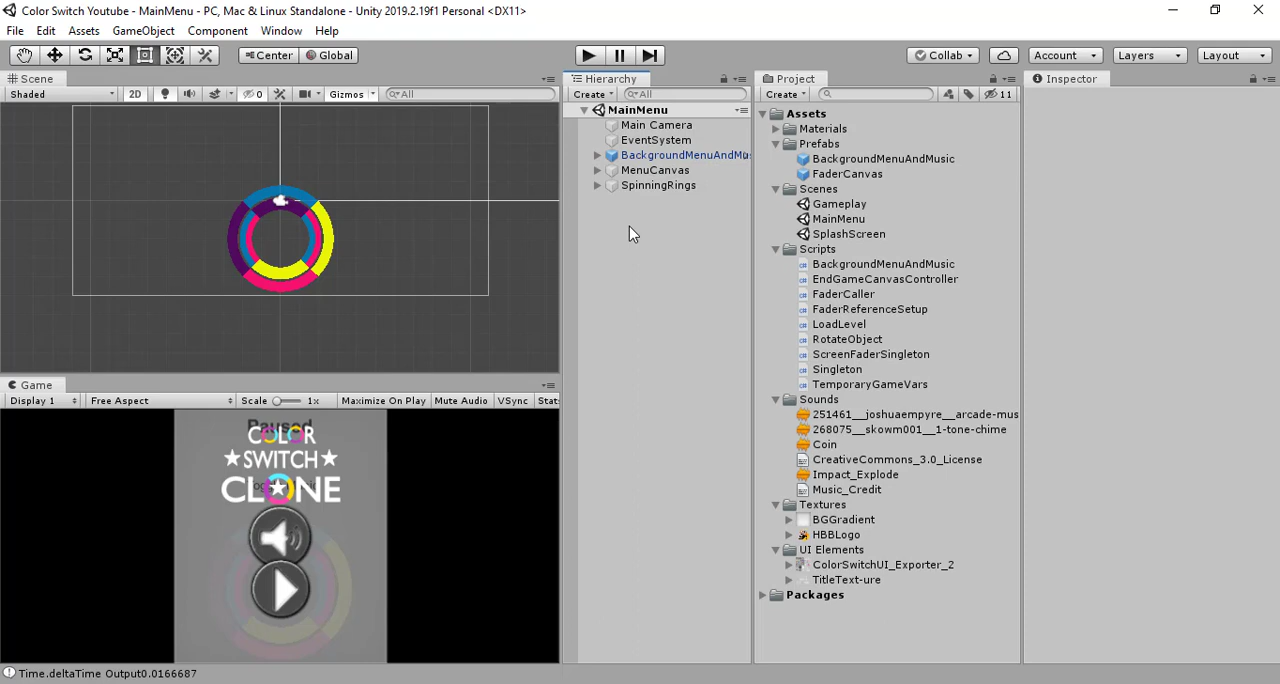 Color Switch Youtube - MainMenu - PC, Mac & Linux Standalone - Unity 2019.2.19f1 Personal <DX11>
File Edit Assets GameObject Component Window Help
Center Global Collab Account Layers Layout
Scene
Shaded 2D 0 Gizmos All
Hierarchy
Create All
MainMenu
Main Camera
EventSystem
BackgroundMenuAndMu
MenuCanvas
SpinningRings
Project
Create 11
Assets
Materials
Prefabs
BackgroundMenuAndMusic
FaderCanvas
Scenes
Gameplay
MainMenu
SplashScreen
Scripts
BackgroundMenuAndMusic
EndGameCanvasController
FaderCaller
FaderReferenceSetup
LoadLevel
RotateObject
ScreenFaderSingleton
Singleton
TemporaryGameVars
Sounds
251461__joshuaempyre__arcade-mus
268075__skowm001__1-tone-chime
Coin
CreativeCommons_3.0_License
Impact_Explode
Music_Credit
Textures
BGGradient
HBBLogo
UI Elements
ColorSwitchUI_Exporter_2
TitleText-ure
Packages
Inspector
Game
Display 1 Free Aspect Scale 1x Maximize On Play Mute Audio VSync Stats
Paused
COLOR
SWITCH
CLONE
Time.deltaTime Output0.0166687